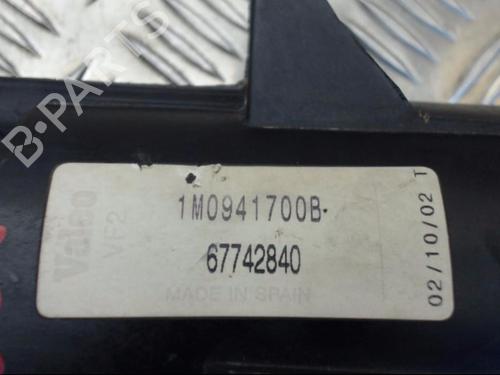 B-PARTS
Valeo
VF2
1M0941700B
67742840
MADE IN SPAIN
02/10/02 T